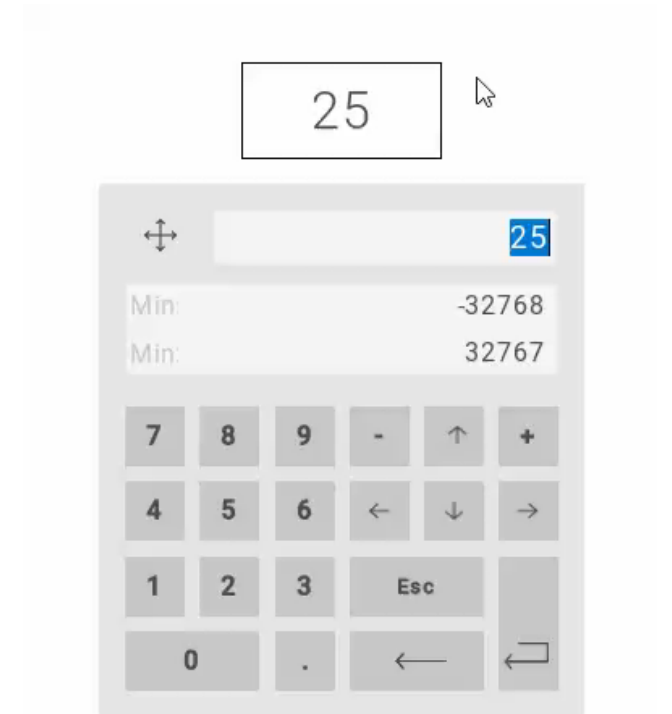 25
25
Min: -32768
Min: 32767
7 8 9 - ↑ +
4 5 6 ← ↓ →
1 2 3 Esc
0 . ←